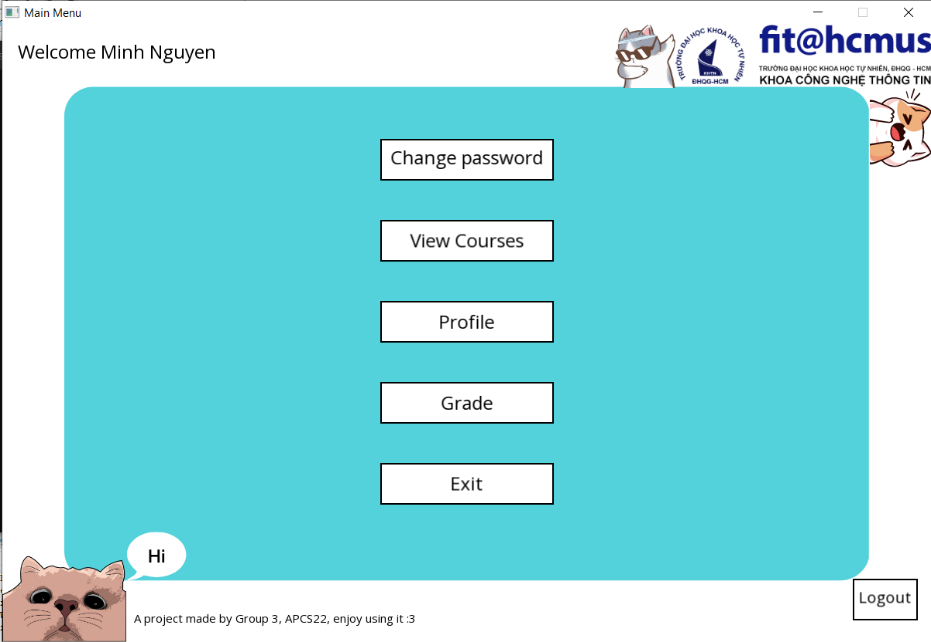 Main Menu
Welcome Minh Nguyen
TRƯỜNG ĐẠI HỌC KHOA HỌC TỰ NHIÊN
KHTN
ĐHQG-HCM
fit@hcmus
TRƯỜNG ĐẠI HỌC KHOA HỌC TỰ NHIÊN, ĐHQG - HCM
KHOA CÔNG NGHỆ THÔNG TIN
Change password
View Courses
Profile
Grade
Exit
Hi
Logout
A project made by Group 3, APCS22, enjoy using it :3